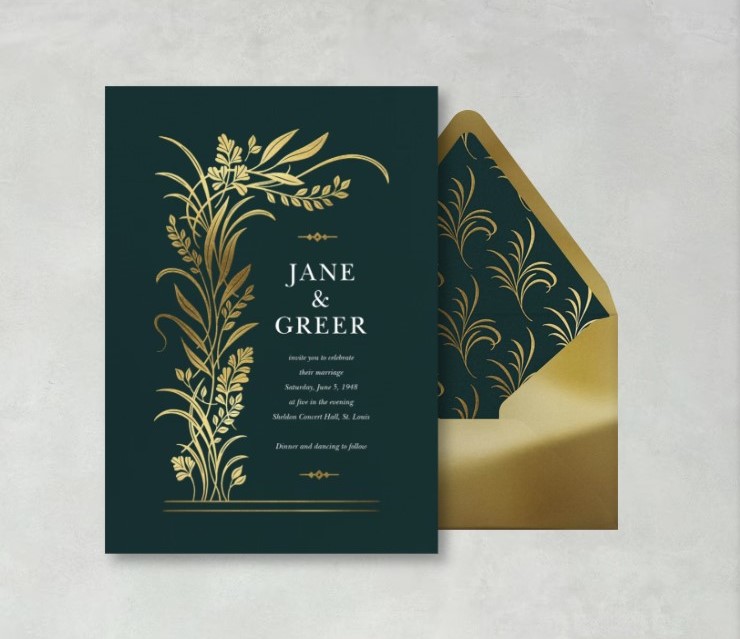 JANE
&
GREER
invite you to celebrate
their marriage
Saturday, June 5, 1948
at five in the evening
Sheldon Concert Hall, St. Louis
Dinner and dancing to follow